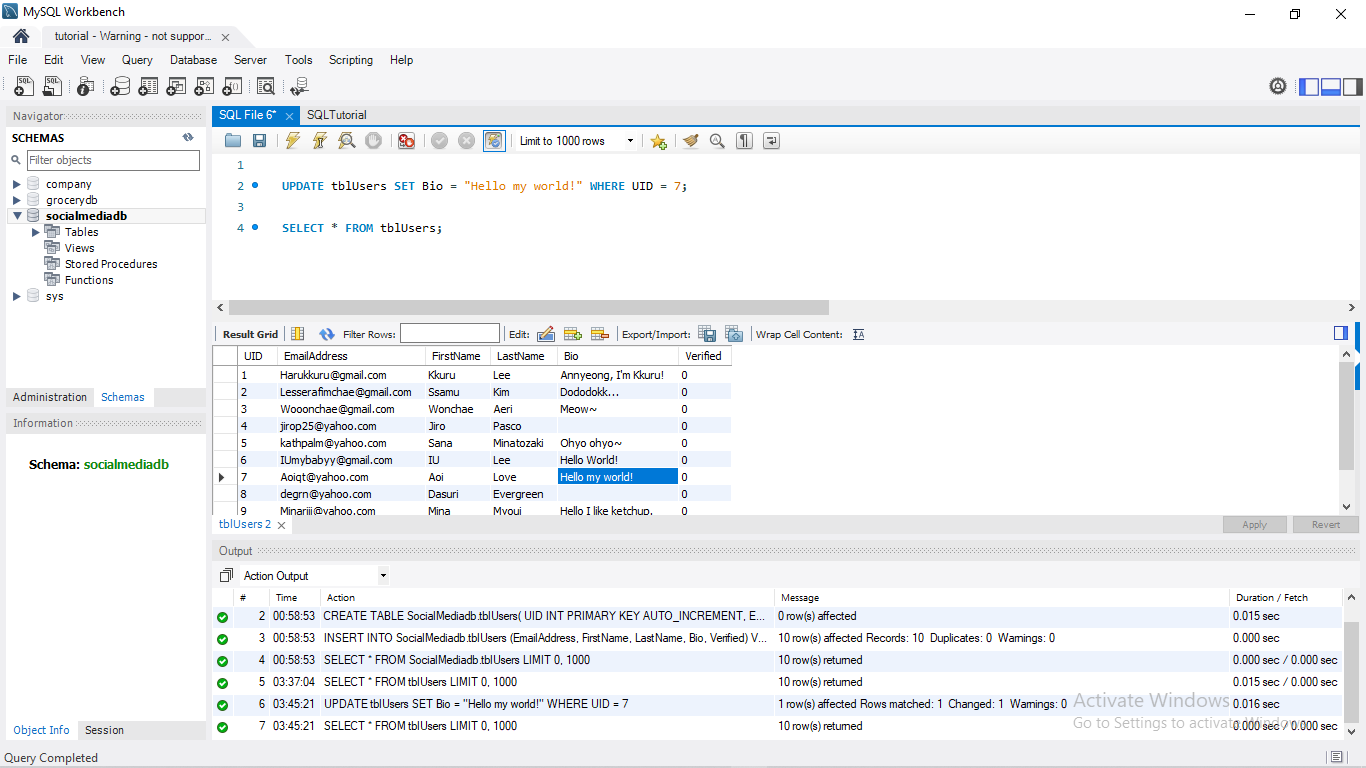 MySQL Workbench
tutorial - Warning - not suppor...
File Edit View Query Database Server Tools Scripting Help
Navigator
SCHEMAS
Filter objects
company
grocerydb
socialmediadb
Tables
Views
Stored Procedures
Functions
sys
Administration Schemas
Information
Schema: socialmediadb
Object Info Session
SQL File 6* SQLTutorial
Limit to 1000 rows
1
2 UPDATE tblUsers SET Bio = "Hello my world!" WHERE UID = 7;
3
4 SELECT * FROM tblUsers;
Result Grid Filter Rows: Edit: Export/Import: Wrap Cell Content:
UID EmailAddress FirstName LastName Bio Verified
1 Harukkuru@gmail.com Kkuru Lee Annyeong, I'm Kkuru! 0
2 Lesserafimchae@gmail.com Ssamu Kim Dododokk... 0
3 Wooonchae@gmail.com Wonchae Aeri Meow~ 0
4 jirop25@yahoo.com Jiro Pasco 0
5 kathpalm@yahoo.com Sana Minatozaki Ohyo ohyo~ 0
6 IUmybabyy@gmail.com IU Lee Hello World! 0
7 Aoiqt@yahoo.com Aoi Love Hello my world! 0
8 degrn@yahoo.com Dasuri Evergreen 0
9 Minariii@yahoo.com Mina Myoui Hello I like ketchup. 0
tblUsers 2
Apply Revert
Output
Action Output
# Time Action Message Duration / Fetch
2 00:58:53 CREATE TABLE SocialMediadb.tblUsers( UID INT PRIMARY KEY AUTO_INCREMENT, E... 0 row(s) affected 0.015 sec
3 00:58:53 INSERT INTO SocialMediadb.tblUsers (EmailAddress, FirstName, LastName, Bio, Verified) V... 10 row(s) affected Records: 10 Duplicates: 0 Warnings: 0 0.000 sec
4 00:58:53 SELECT * FROM SocialMediadb.tblUsers LIMIT 0, 1000 10 row(s) returned 0.000 sec / 0.000 sec
5 03:37:04 SELECT * FROM tblUsers LIMIT 0, 1000 10 row(s) returned 0.015 sec / 0.000 sec
6 03:45:21 UPDATE tblUsers SET Bio = "Hello my world!" WHERE UID = 7 1 row(s) affected Rows matched: 1 Changed: 1 Warnings: 0 0.016 sec
7 03:45:21 SELECT * FROM tblUsers LIMIT 0, 1000 10 row(s) returned 0.000 sec / 0.000 sec
Activate Windows
Go to Settings to activate Windows.
Query Completed